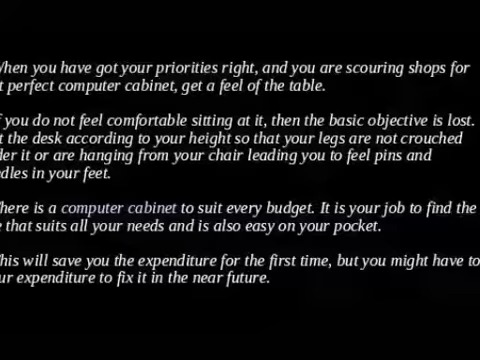 When you have got your priorities right, and you are scouring shops for
perfect computer cabinet, get a feel of the table.
you do not feel comfortable sitting at it, then the basic objective is lost.
the desk according to your height so that your legs are not crouched
it or are hanging from your chair leading you to feel pins and
in your feet.
There is a computer cabinet to suit every budget. It is your job to find the
that suits all your needs and is also easy on your pocket.
This will save you the expenditure for the first time, but you might have to
expenditure to fix it in the near future.